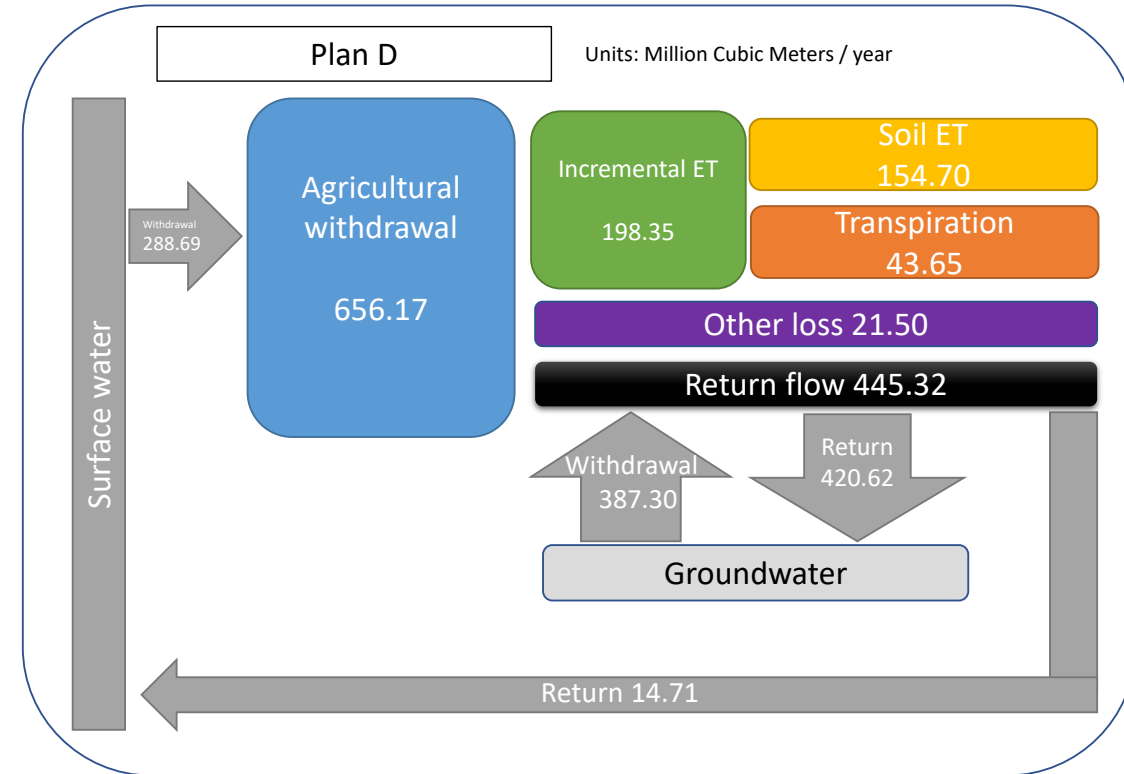 Plan D
Units: Million Cubic Meters / year
Surface water
Withdrawal
288.69
Agricultural
withdrawal
656.17
Incremental ET
198.35
Soil ET
154.70
Transpiration
43.65
Other loss 21.50
Return flow 445.32
Withdrawal
387.30
Return
420.62
Groundwater
Return 14.71